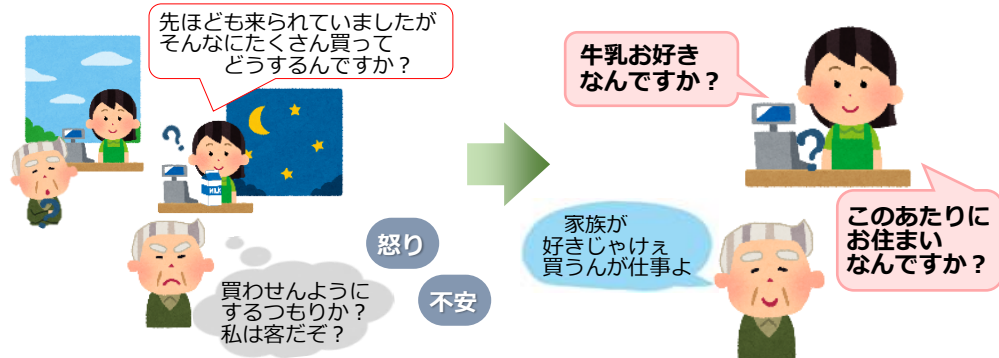 先ほども来られていましたが
そんなにたくさん買って
どうするんですか？
?
MILK
怒り
不安
買わせんように
するつもりか？
私は客だぞ？
?
牛乳お好き
なんですか？
?
このあたりに
お住まい
なんですか？
家族が
好きじゃけぇ
買うんが仕事よ